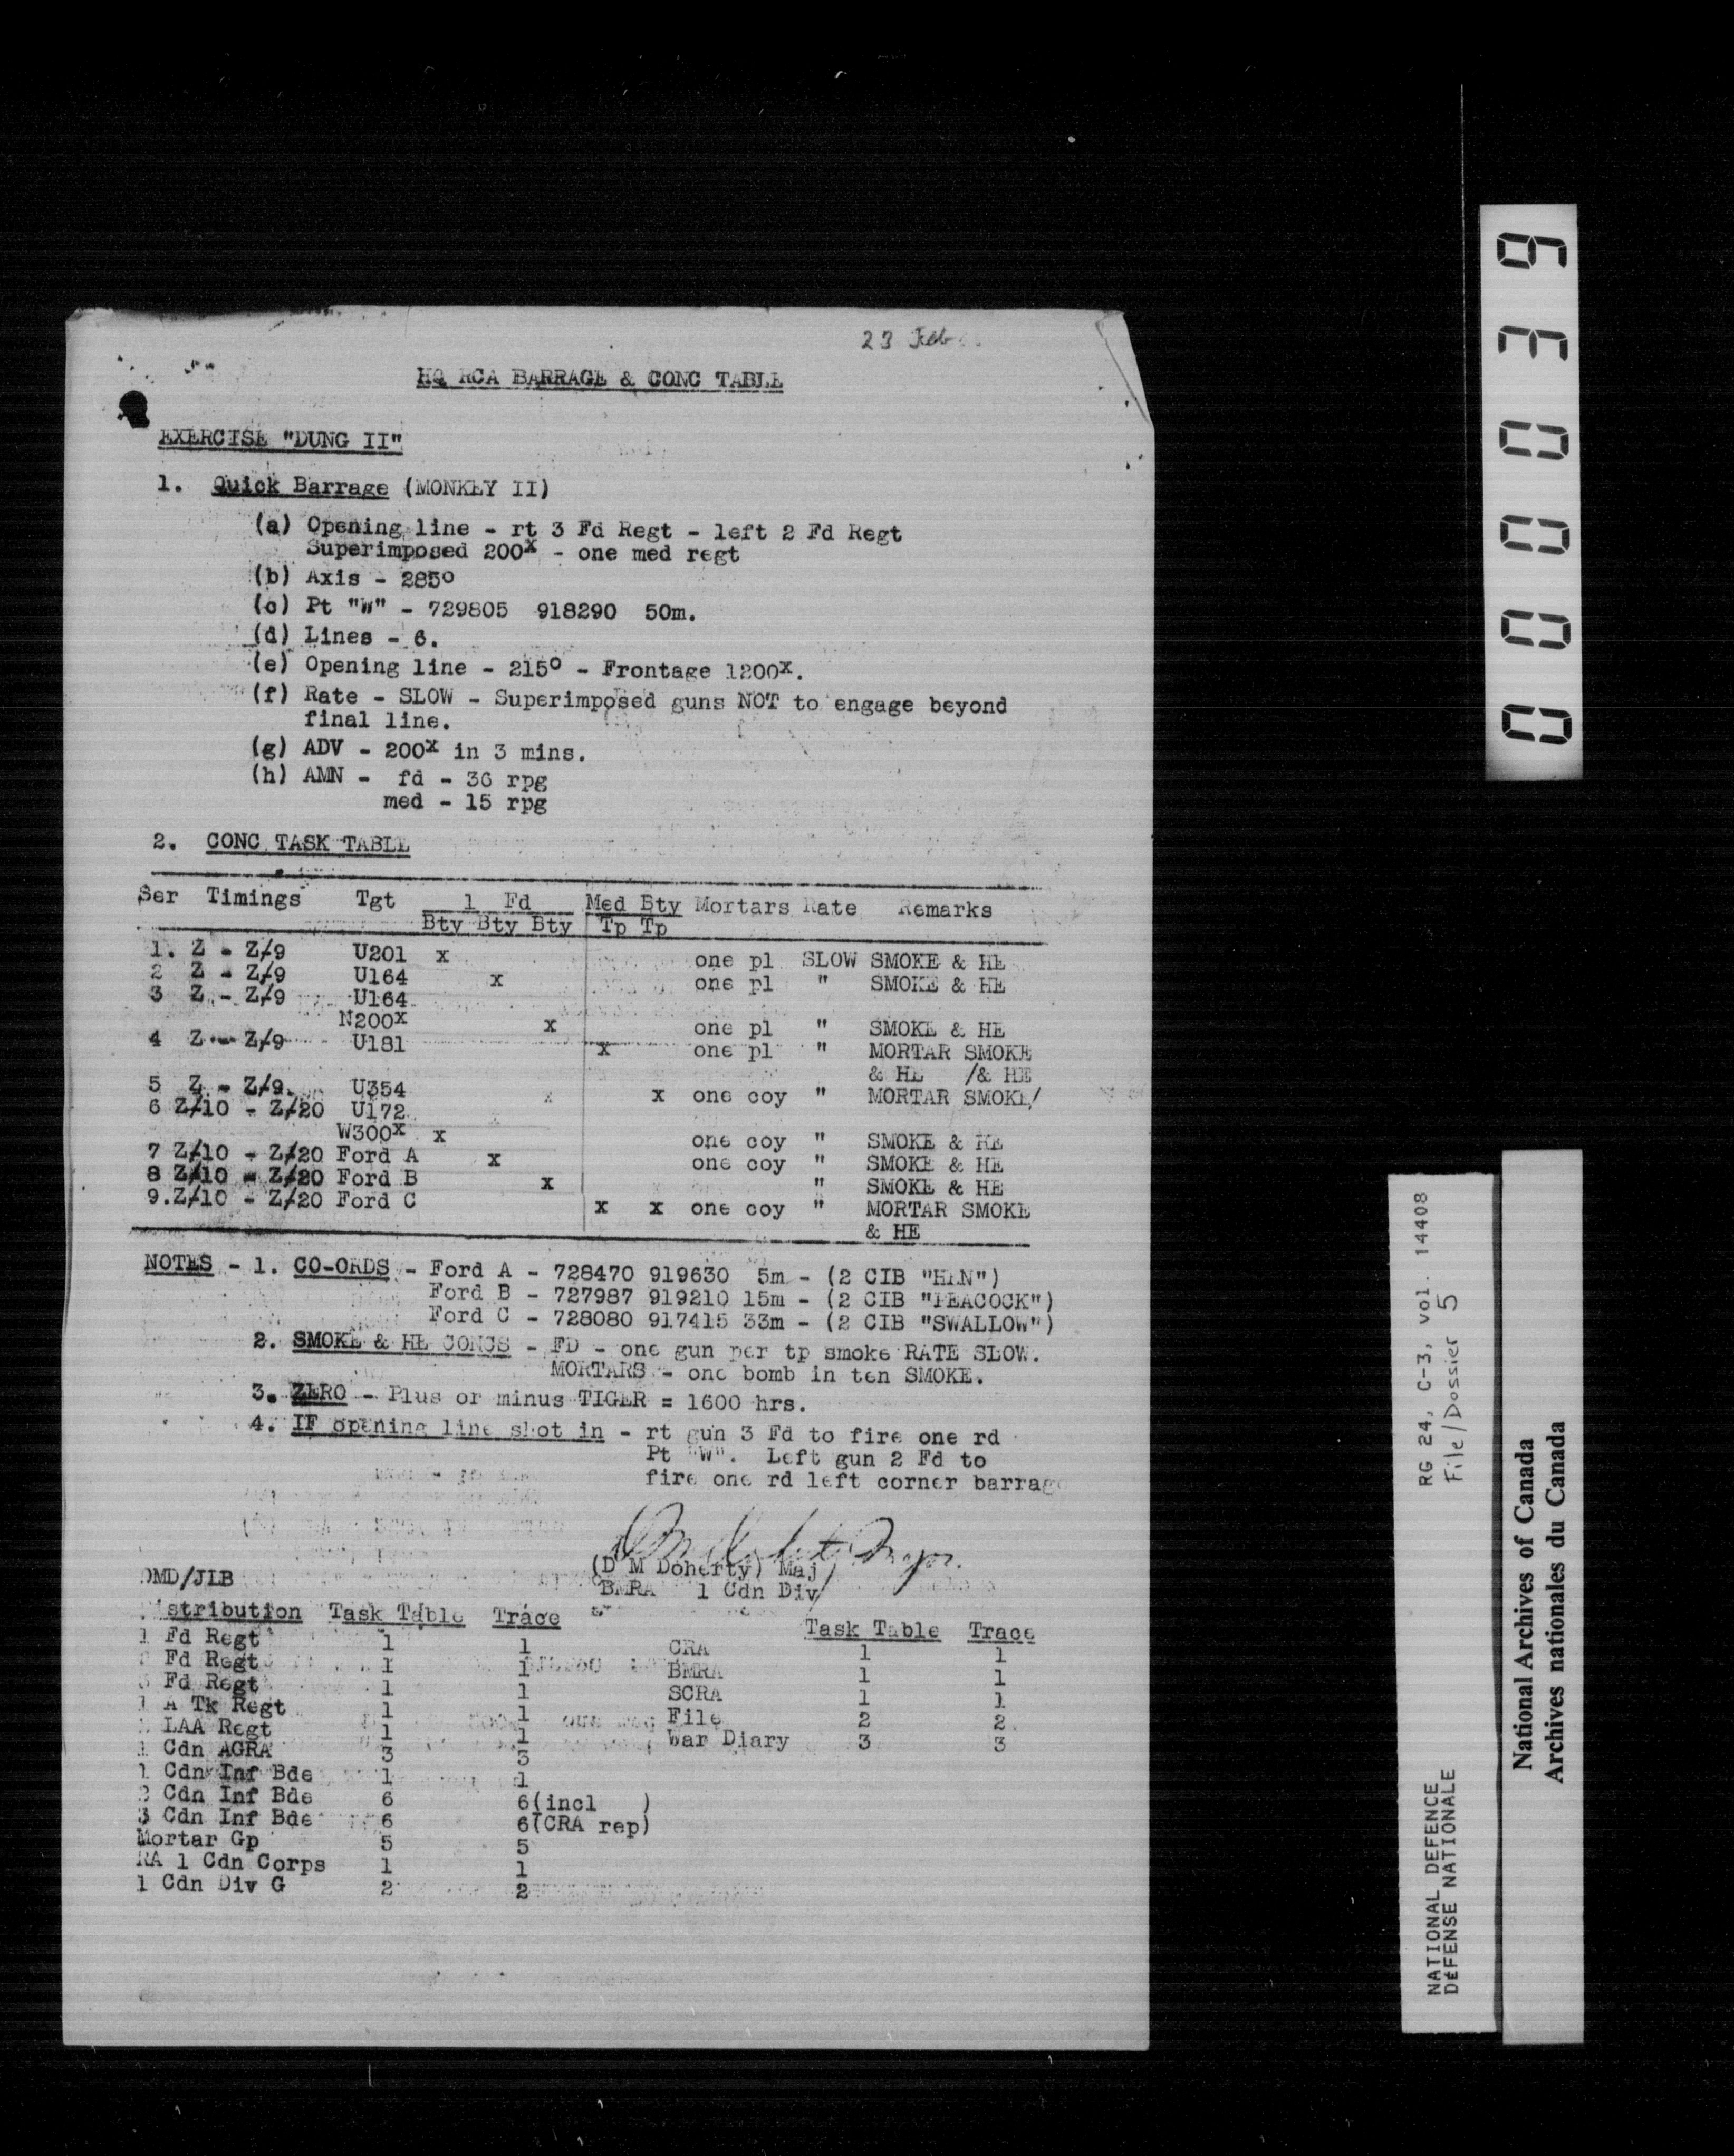 23 Feb
HQ RCA BARRAGE & CONC TABLE
EXERCISE "DUNG II"
1. Quick Barrage (MONKEY II)
(a) Opening line - rt 3 Fd Regt - left 2 Fd Regt
Superimposed 200x - one med regt
(b) Axis - 285o
(c) Pt "W" - 729805 918290 50m.
(d) Lines - 6.
(e) Opening line - 215o - Frontage 1200x.
(f) Rate - SLOW - Superimposed guns NOT to engage beyond
final line.
(g) ADV - 200x in 3 mins.
(h) AMN - fd - 36 rpg
med - 15 rpg
2. CONC TASK TABLE
Ser Timings Tgt 1 Fd Med Bty Mortars Rate Remarks
Bty Bty Bty Tp Tp
1. Z - Z/9 U201 x one pl SLOW SMOKE & HE
2 Z - Z/9 U164 x one pl " SMOKE & HE
3 Z - Z/9 U164
N200x x one pl " SMOKE & HE
4 Z - Z/9 U181 x one pl " MORTAR SMOKE
& HE /& HE
5 Z - Z/9 U354 x one coy " MORTAR SMOKE/
6 Z/10 - Z/20 U172
W300x x one coy " SMOKE & HE
7 Z/10 - Z/20 Ford A x one coy " SMOKE & HE
8 Z/10 - Z/20 Ford B x " SMOKE & HE
9. Z/10 - Z/20 Ford C x x one coy " MORTAR SMOKE
& HE
NOTES - 1. CO-ORDS - Ford A - 728470 919630 5m - (2 CIB "HEN")
Ford B - 727987 919210 15m - (2 CIB "PEACOCK")
Ford C - 728080 917415 33m - (2 CIB "SWALLOW")
2. SMOKE & HE CONCS - FD - one gun per tp smoke RATE SLOW.
MORTARS - one bomb in ten SMOKE.
3. ZERO - Plus or minus TIGER = 1600 hrs.
4. IF opening line shot in - rt gun 3 Fd to fire one rd
Pt "W". Left gun 2 Fd to
fire one rd left corner barrage
(D M Doherty) Maj
DMD/JLB
BMRA 1 Cdn Div
istribution Task Table Trace Task Table Trace
1 Fd Regt 1 1 CRA 1 1
2 Fd Regt 1 1 BMRA 1 1
3 Fd Regt 1 1 SCRA 1 1
1 A Tk Regt 1 1 File 2 2
LAA Regt 1 1 War Diary 3 3
1 Cdn AGRA 3 3
1 Cdn Inf Bde 1 1
2 Cdn Inf Bde 6 6(incl )
3 Cdn Inf Bde 6 6(CRA rep)
Mortar Gp 5 5
RA 1 Cdn Corps 1 1
1 Cdn Div G 2 2
000039
RG 24, C-3, vol. 14408
File/Dossier 5
NATIONAL DEFENCE
DÉFENSE NATIONALE
National Archives of Canada
Archives nationales du Canada